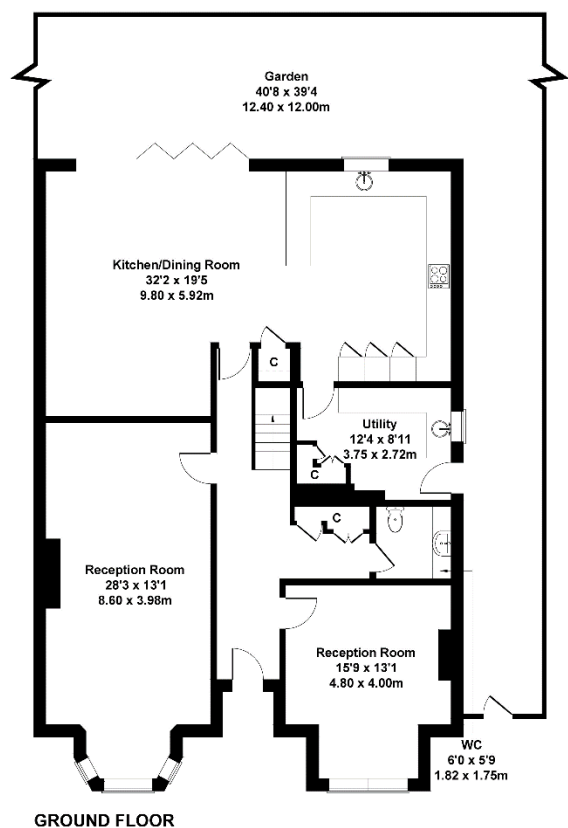 Garden
40'8 x 39'4
12.40 x 12.00m
Kitchen/Dining Room
32'2 x 19'5
9.80 x 5.92m
C
Utility
12'4 x 8'11
3.75 x 2.72m
C
C
Reception Room
28'3 x 13'1
8.60 x 3.98m
Reception Room
15'9 x 13'1
4.80 x 4.00m
WC
6'0 x 5'9
1.82 x 1.75m
GROUND FLOOR